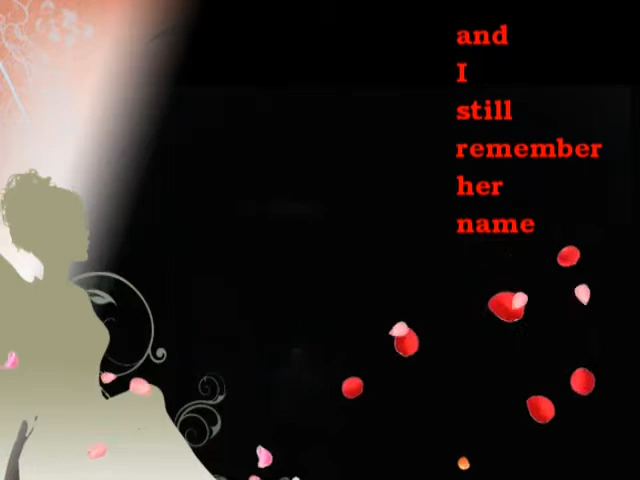 and
I
still
remember
her
name